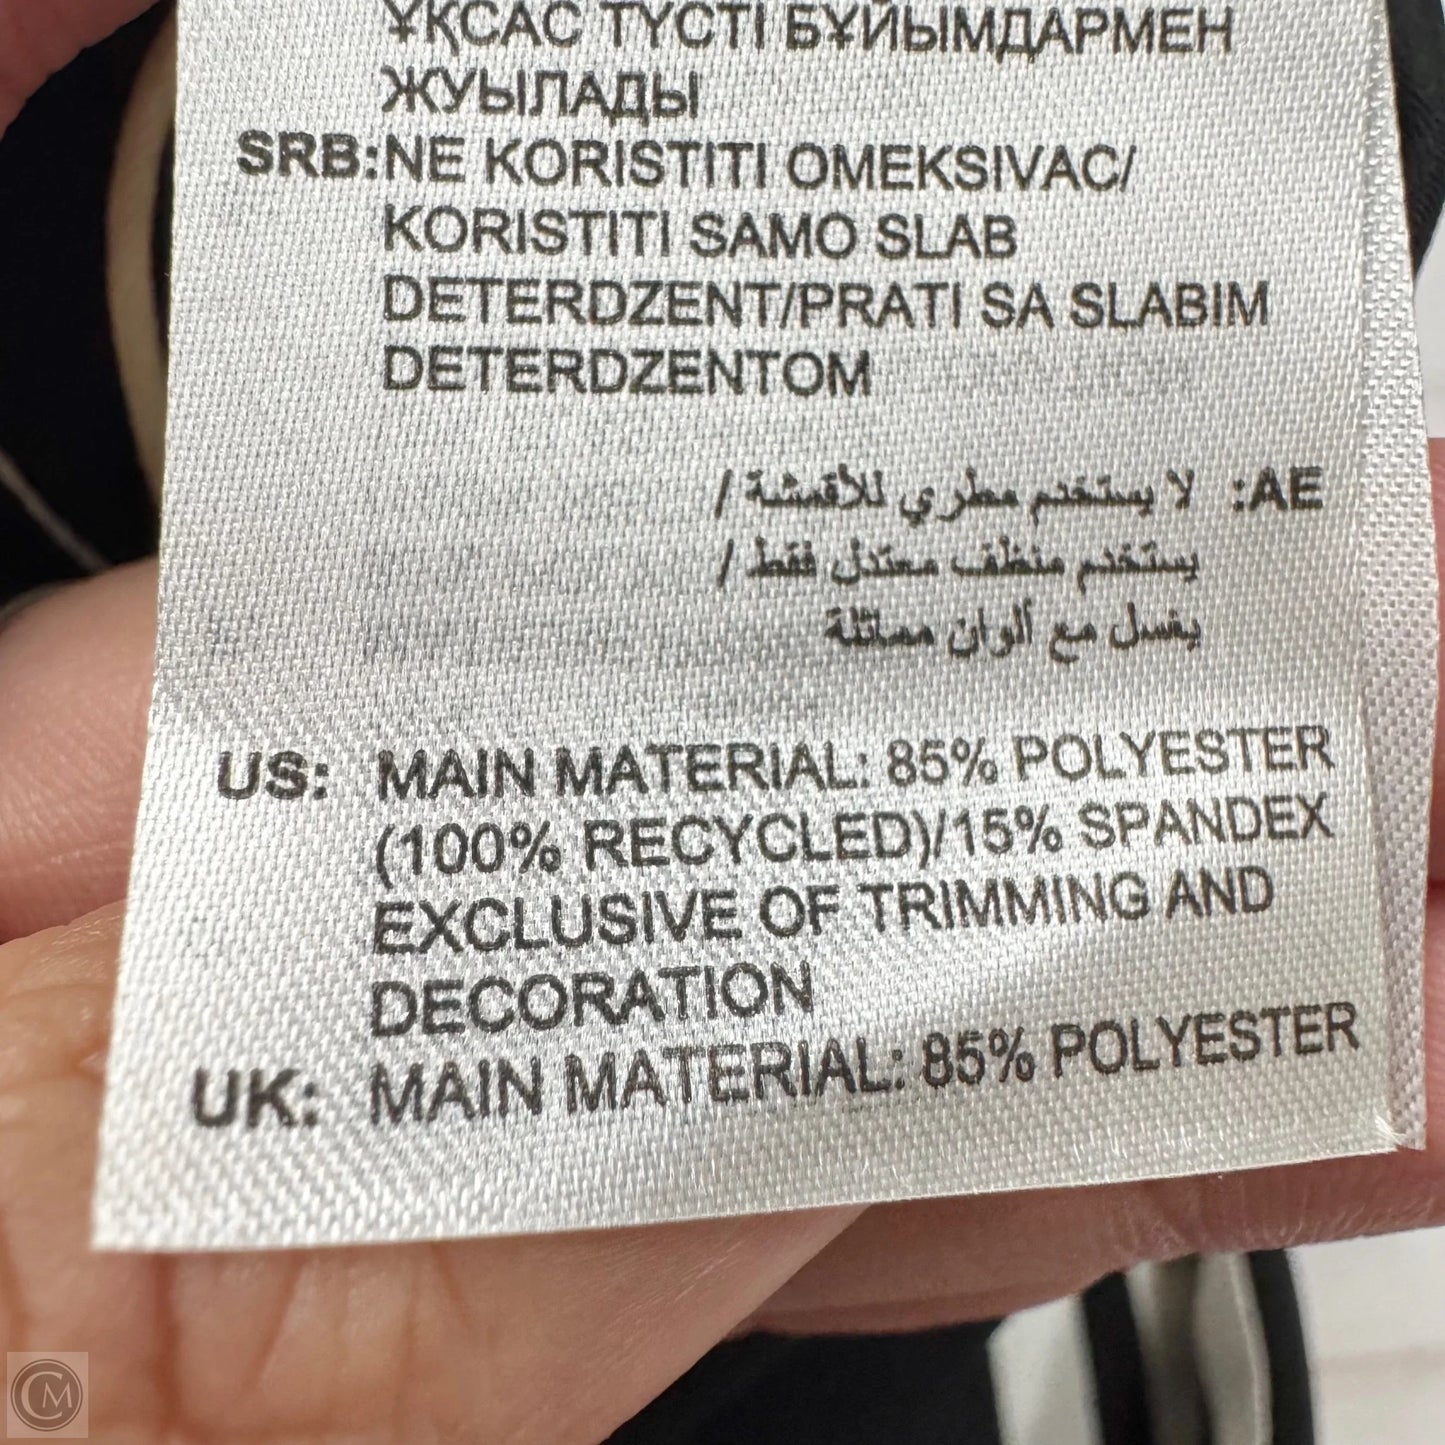 ҰҚСАС ТҮСТІ БҰЙЫМДАРМЕН
ЖУЫЛАДЫ
SRB: NE KORISTITI OMEKSIVAC/
KORISTITI SAMO SLAB
DETERDZENT/PRATI SA SLABIM
DETERDZENTOM
AE: لا يستخدم مطري للأقمشة /
يستخدم منظف معتدل فقط /
يغسل مع ألوان مماثلة
US: MAIN MATERIAL: 85% POLYESTER
(100% RECYCLED)/15% SPANDEX
EXCLUSIVE OF TRIMMING AND
DECORATION
UK: MAIN MATERIAL: 85% POLYESTER
CM